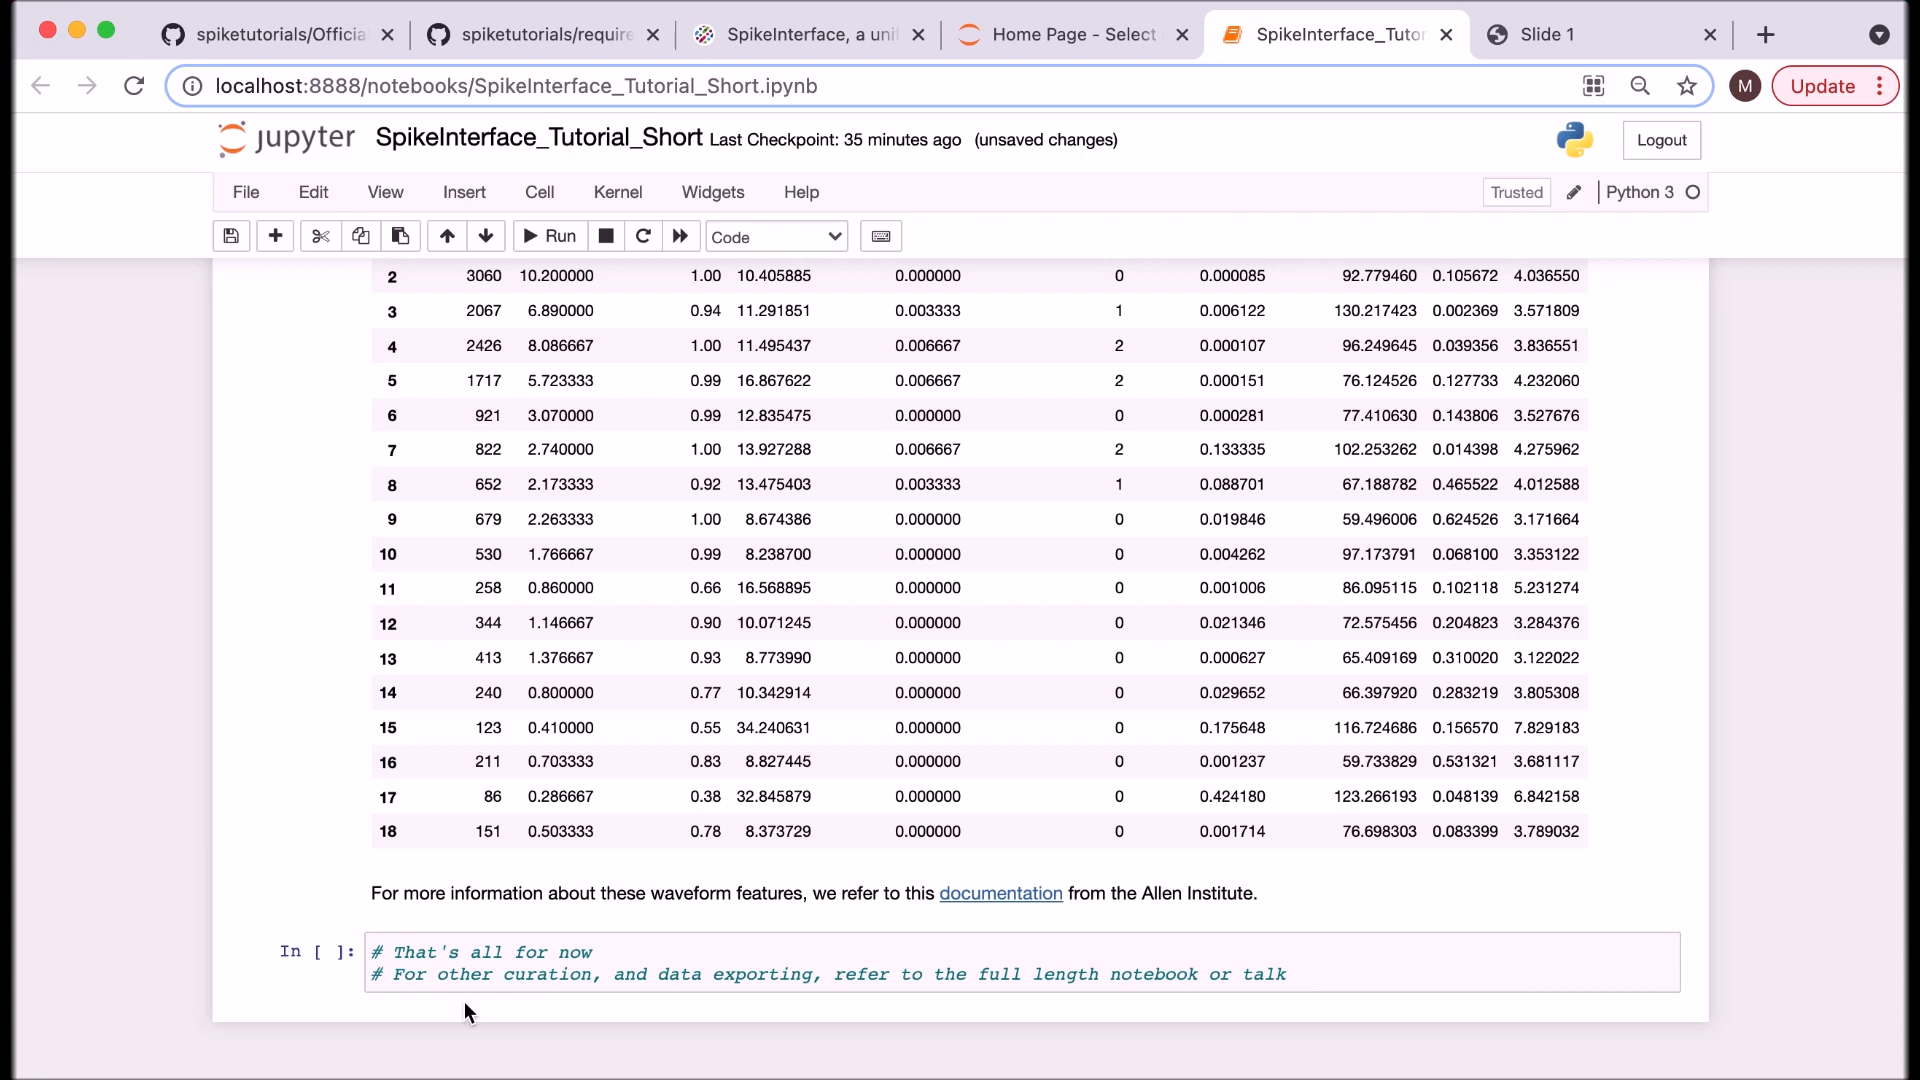 spiketutorials/Officia
spiketutorials/require
SpikeInterface, a unif
Home Page - Select
SpikeInterface_Tutor
Slide 1
localhost:8888/notebooks/SpikeInterface_Tutorial_Short.ipynb
M
Update
jupyter SpikeInterface_Tutorial_Short Last Checkpoint: 35 minutes ago (unsaved changes)
Logout
File Edit View Insert Cell Kernel Widgets Help
Trusted Python 3
Run Code
2 3060 10.200000 1.00 10.405885 0.000000 0 0.000085 92.779460 0.105672 4.036550
3 2067 6.890000 0.94 11.291851 0.003333 1 0.006122 130.217423 0.002369 3.571809
4 2426 8.086667 1.00 11.495437 0.006667 2 0.000107 96.249645 0.039356 3.836551
5 1717 5.723333 0.99 16.867622 0.006667 2 0.000151 76.124526 0.127733 4.232060
6 921 3.070000 0.99 12.835475 0.000000 0 0.000281 77.410630 0.143806 3.527676
7 822 2.740000 1.00 13.927288 0.006667 2 0.133335 102.253262 0.014398 4.275962
8 652 2.173333 0.92 13.475403 0.003333 1 0.088701 67.188782 0.465522 4.012588
9 679 2.263333 1.00 8.674386 0.000000 0 0.019846 59.496006 0.624526 3.171664
10 530 1.766667 0.99 8.238700 0.000000 0 0.004262 97.173791 0.068100 3.353122
11 258 0.860000 0.66 16.568895 0.000000 0 0.001006 86.095115 0.102118 5.231274
12 344 1.146667 0.90 10.071245 0.000000 0 0.021346 72.575456 0.204823 3.284376
13 413 1.376667 0.93 8.773990 0.000000 0 0.000627 65.409169 0.310020 3.122022
14 240 0.800000 0.77 10.342914 0.000000 0 0.029652 66.397920 0.283219 3.805308
15 123 0.410000 0.55 34.240631 0.000000 0 0.175648 116.724686 0.156570 7.829183
16 211 0.703333 0.83 8.827445 0.000000 0 0.001237 59.733829 0.531321 3.681117
17 86 0.286667 0.38 32.845879 0.000000 0 0.424180 123.266193 0.048139 6.842158
18 151 0.503333 0.78 8.373729 0.000000 0 0.001714 76.698303 0.083399 3.789032
For more information about these waveform features, we refer to this documentation from the Allen Institute.
In [ ]: # That's all for now
# For other curation, and data exporting, refer to the full length notebook or talk